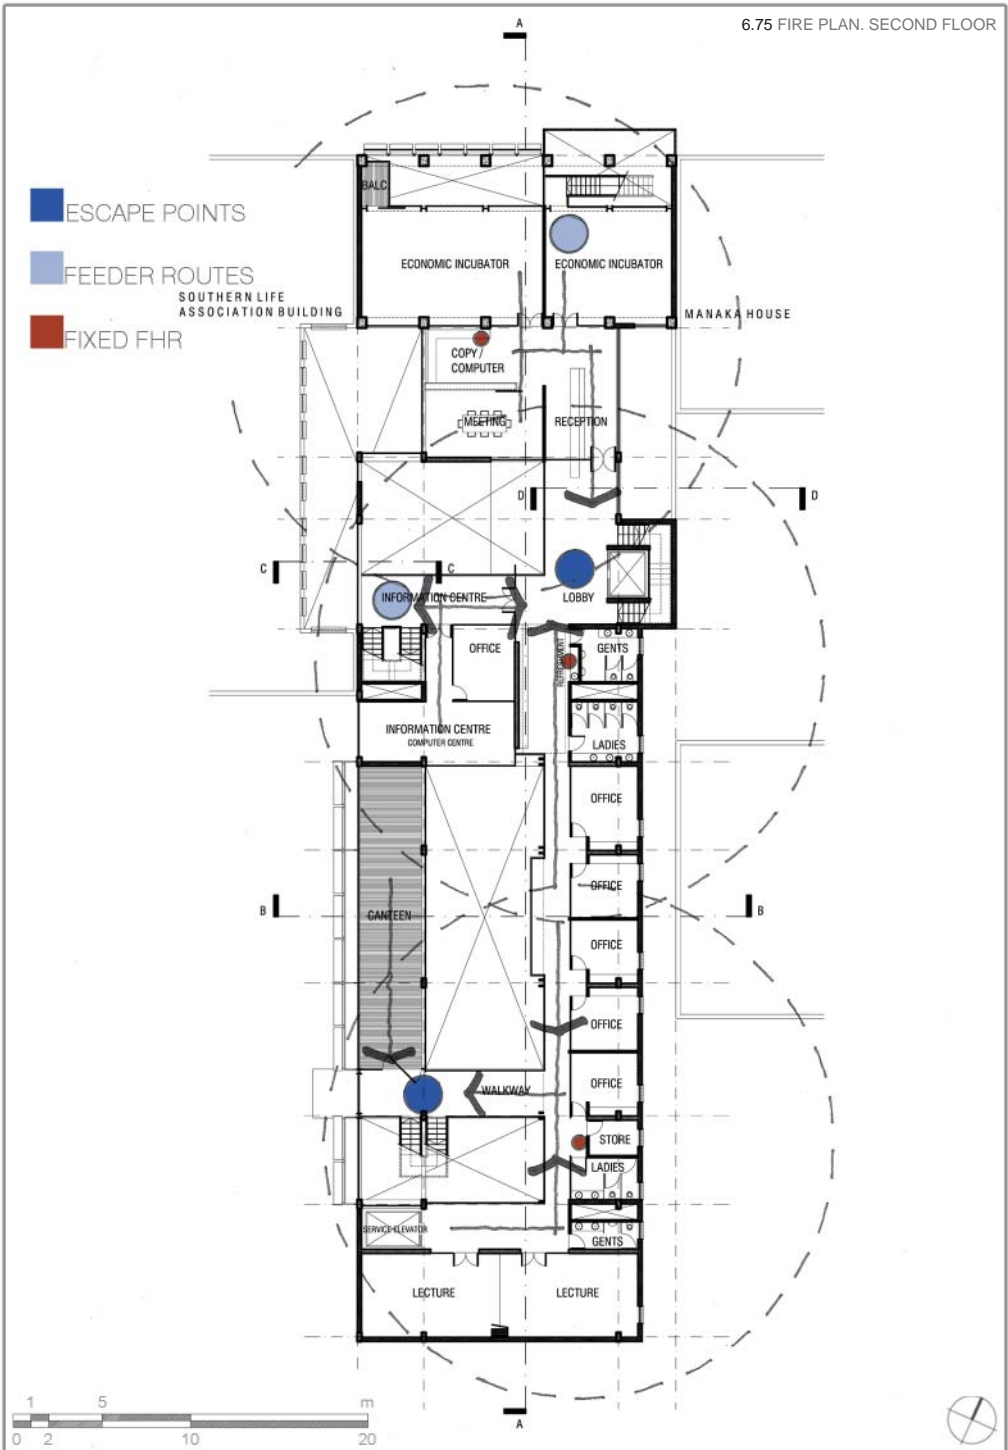 A
6.75 FIRE PLAN. SECOND FLOOR
BALC.
ESCAPE POINTS
FEEDER ROUTES
FIXED FHR
SOUTHERN LIFE
ASSOCIATION BUILDING
ECONOMIC INCUBATOR
ECONOMIC INCUBATOR
MANAKA HOUSE
COPY /
COMPUTER
MEETING
RECEPTION
D
D
C
C
INFORMATION CENTRE
LOBBY
OFFICE
REFRESHMENT
GENTS
INFORMATION CENTRE
COMPUTER CENTRE
LADIES
OFFICE
OFFICE
B
CANTEEN
B
OFFICE
OFFICE
OFFICE
WALKWAY
STORE
LADIES
SERVICE ELEVATOR
GENTS
LECTURE
LECTURE
1 5 m
0 2 10 20
A